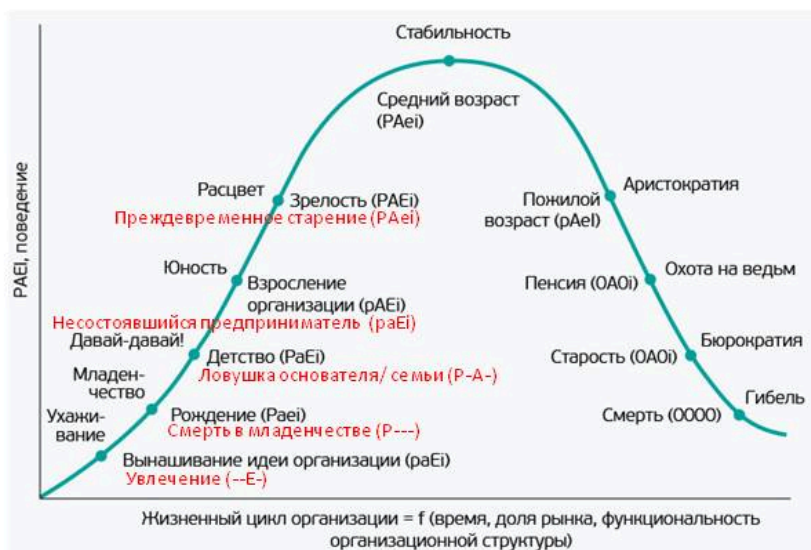 Стабильность
Средний возраст
(PAei)
Расцвет
Зрелость (PAEi)
Преждевременное старение (PAei)
Аристократия
Пожилой
возраст (pAeI)
Юность
Взросление
организации (pAEi)
Пенсия (0A0i)
Охота на ведьм
Несостоявшийся предприниматель (paEi)
Давай-давай!
Детство (PaEi)
Ловушка основателя/ семьи (P-A-)
Старость (0A0i)
Бюрократия
Младен-
чество
Рождение (Paei)
Смерть в младенчестве (P---)
Смерть (0000)
Гибель
Ухажи-
вание
Вынашивание идеи организации (paEi)
Увлечение (--E-)
PAEI, поведение
Жизненный цикл организации = f (время, доля рынка, функциональность
организационной структуры)